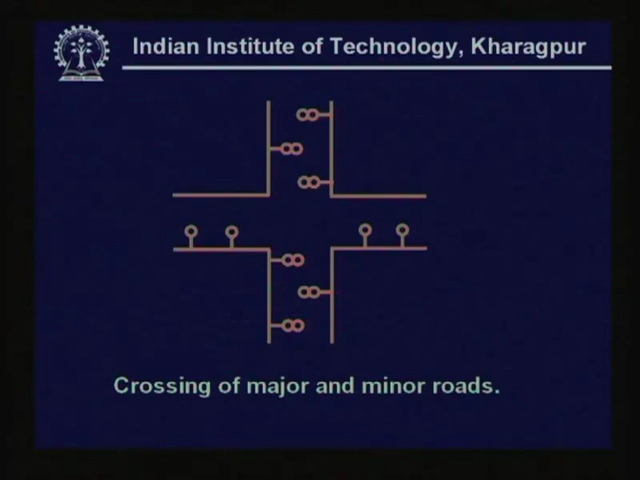 Indian Institute of Technology, Kharagpur
Crossing of major and minor roads.